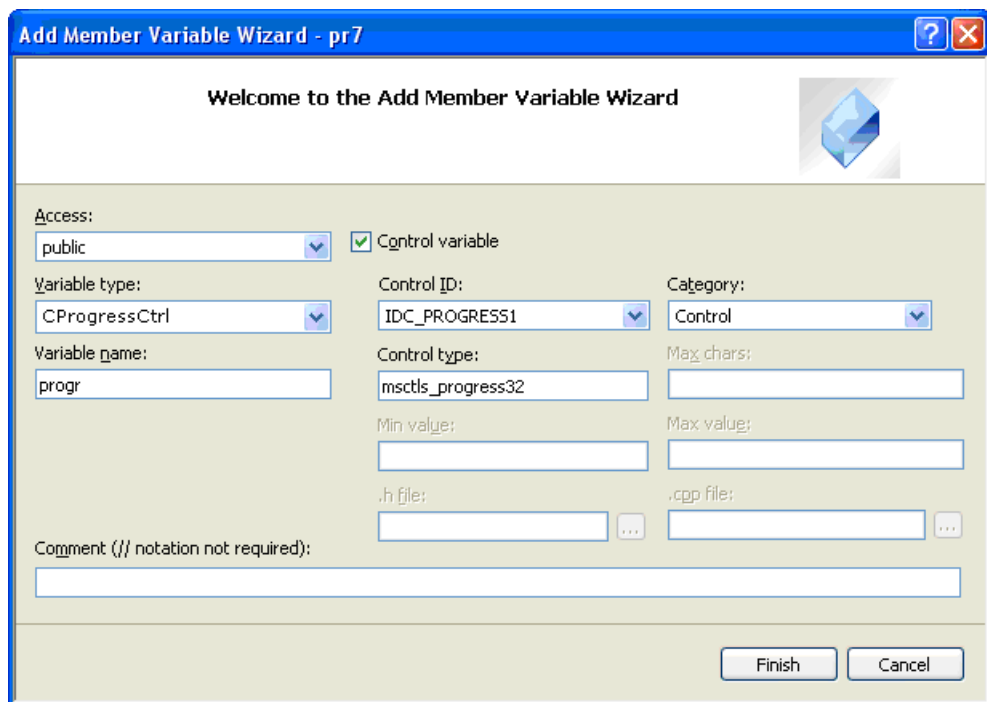 Add Member Variable Wizard - pr7
Welcome to the Add Member Variable Wizard
Access:
public
Control variable
Variable type:
Control ID:
Category:
CProgressCtrl
IDC_PROGRESS1
Control
Variable name:
Control type:
Max chars:
progr
msctls_progress32
Min value:
Max value:
.h file:
.cpp file:
...
...
Comment (// notation not required):
Finish
Cancel